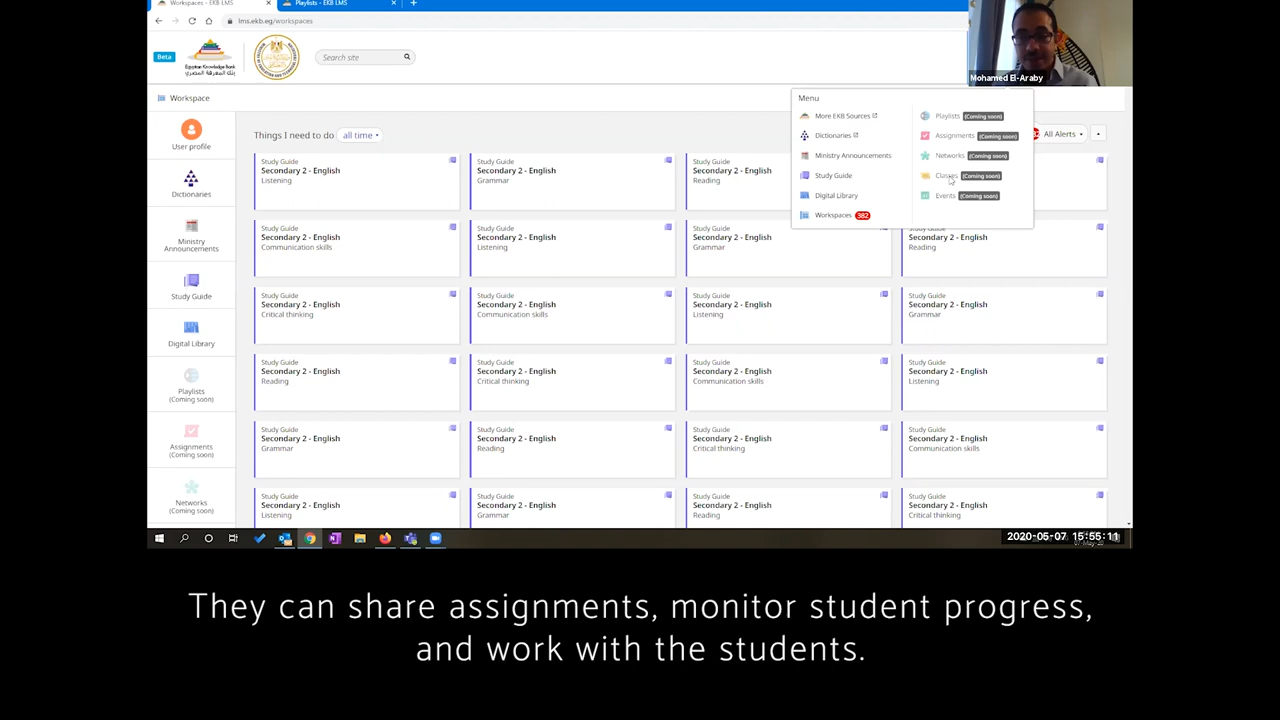 Workspaces - EKB LMS
Playlists - EKB LMS
lms.ekb.eg/workspaces
Beta
Egyptian Knowledge Bank
بنك المعرفة المصري
Search site
Mohamed El-Araby
Workspace
Menu
More EKB Sources
Dictionaries
Ministry Announcements
Study Guide
Digital Library
Workspaces 382
Playlists (Coming soon)
Assignments (Coming soon)
Networks (Coming soon)
Classes (Coming soon)
Events (Coming soon)
User profile
Dictionaries
Ministry
Announcements
Study Guide
Digital Library
Playlists
(Coming soon)
Assignments
(Coming soon)
Networks
(Coming soon)
Things I need to do all time
All Alerts
Study Guide
Secondary 2 - English
Listening
Study Guide
Secondary 2 - English
Grammar
Study Guide
Secondary 2 - English
Reading
Study Guide
Secondary 2 - English
Communication skills
Study Guide
Secondary 2 - English
Listening
Study Guide
Secondary 2 - English
Grammar
Secondary 2 - English
Reading
Study Guide
Secondary 2 - English
Critical thinking
Study Guide
Secondary 2 - English
Communication skills
Study Guide
Secondary 2 - English
Listening
Study Guide
Secondary 2 - English
Grammar
Study Guide
Secondary 2 - English
Reading
Study Guide
Secondary 2 - English
Critical thinking
Study Guide
Secondary 2 - English
Communication skills
Study Guide
Secondary 2 - English
Listening
Study Guide
Secondary 2 - English
Grammar
Study Guide
Secondary 2 - English
Reading
Study Guide
Secondary 2 - English
Critical thinking
Study Guide
Secondary 2 - English
Communication skills
Study Guide
Secondary 2 - English
Listening
Study Guide
Secondary 2 - English
Grammar
Study Guide
Secondary 2 - English
Communication skills
Study Guide
Secondary 2 - English
Critical thinking
2020-05-07 15:55:11
They can share assignments, monitor student progress,
and work with the students.